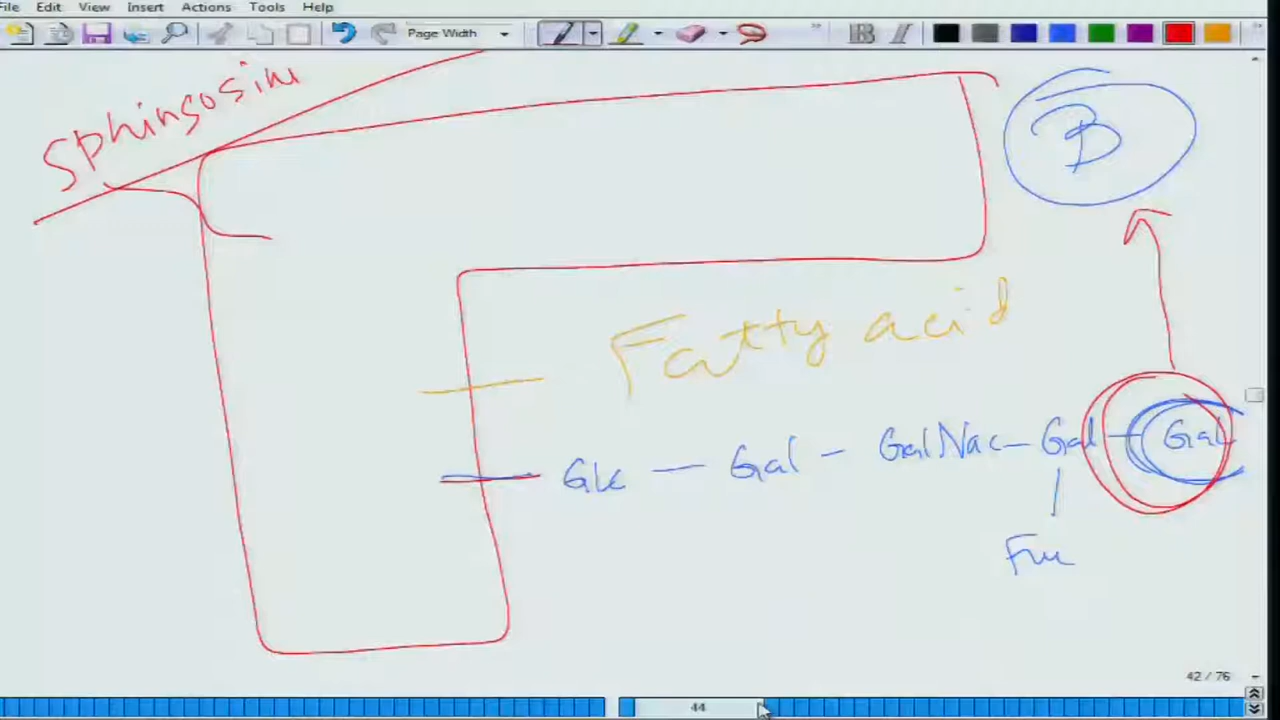 File Edit View Insert Actions Tools Help
Page Width
B I
Sphingosine
B
Fatty acid
Glc — Gal – GalNac – Gal – Gal
Fuc
42 / 76
44